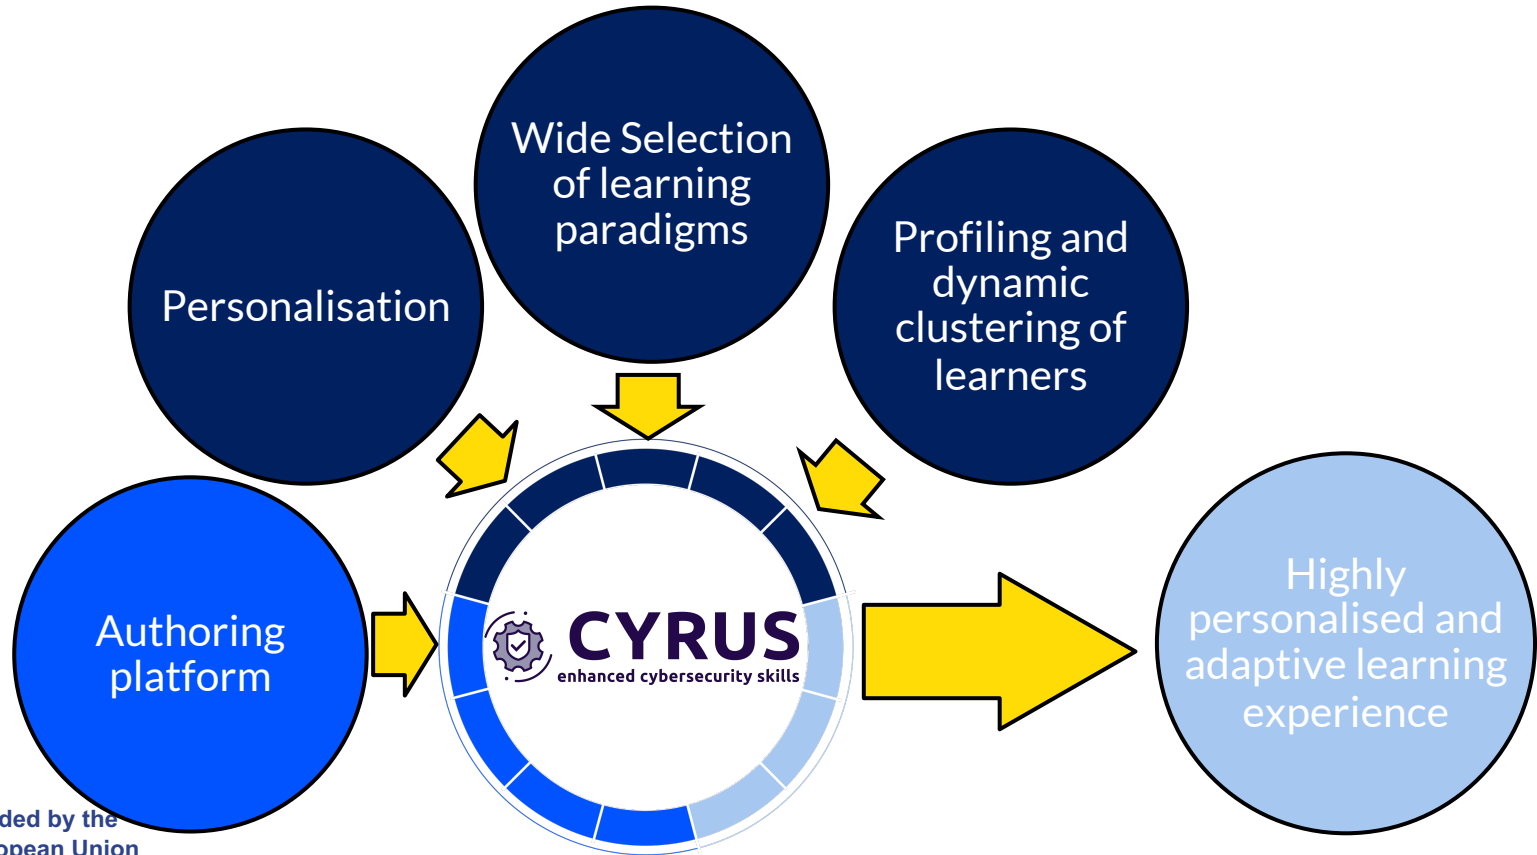 Wide Selection
of learning
paradigms
Personalisation
Profiling and
dynamic
clustering of
learners
Authoring
platform
CYRUS
enhanced cybersecurity skills
Highly
personalised and
adaptive learning
experience
ded by the
opean Union